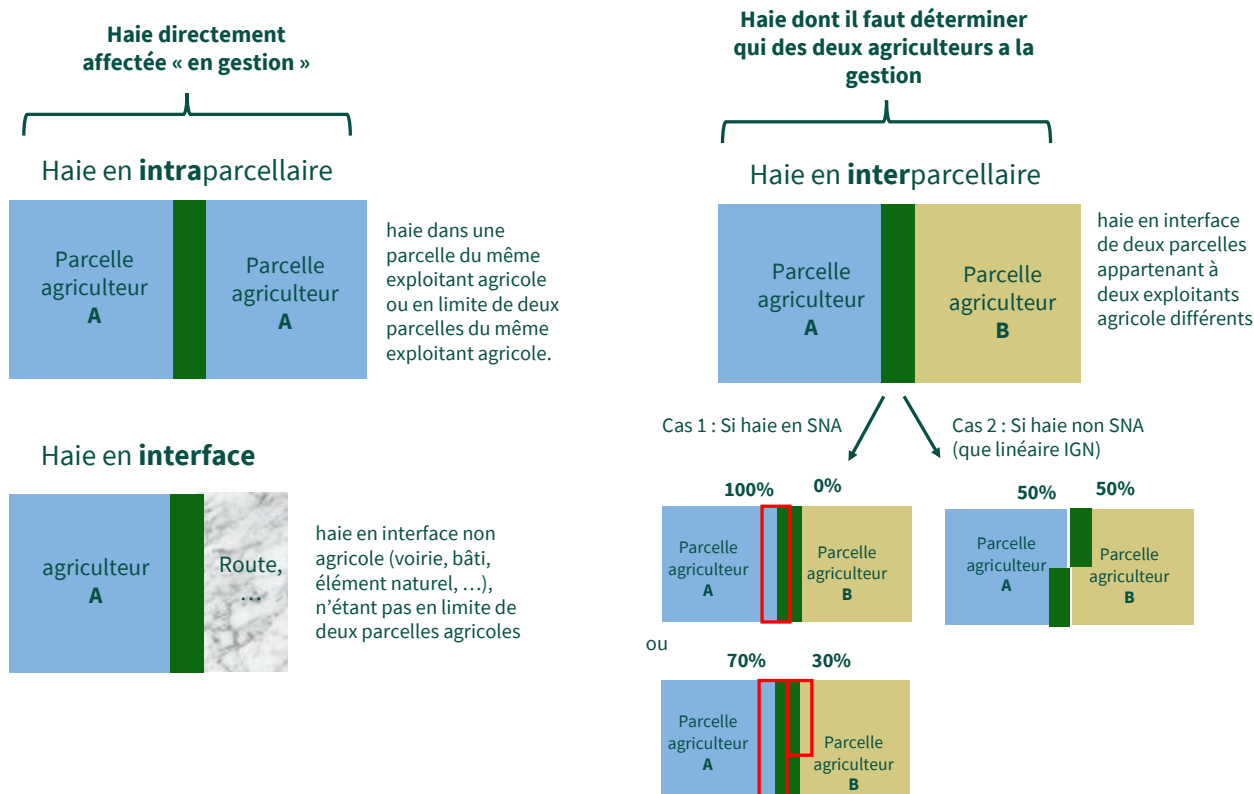 Haie directement
affectée « en gestion »
Haie en intraparcellaire
Parcelle
agriculteur
A
Parcelle
agriculteur
A
haie dans une
parcelle du même
exploitant agricole
ou en limite de deux
parcelles du même
exploitant agricole.
Haie en interface
agriculteur
A
Route,
...
haie en interface non
agricole (voirie, bâti,
élément naturel, …),
n’étant pas en limite de
deux parcelles agricoles
Haie dont il faut déterminer
qui des deux agriculteurs a la
gestion
Haie en interparcellaire
Parcelle
agriculteur
A
Parcelle
agriculteur
B
haie en interface
de deux parcelles
appartenant à
deux exploitants
agricole différents
Cas 1 : Si haie en SNA
100%
0%
Parcelle
agriculteur
A
Parcelle
agriculteur
B
ou
70%
30%
Parcelle
agriculteur
A
Parcelle
agriculteur
B
Cas 2 : Si haie non SNA
(que linéaire IGN)
50%
50%
Parcelle
agriculteur
A
Parcelle
agriculteur
B